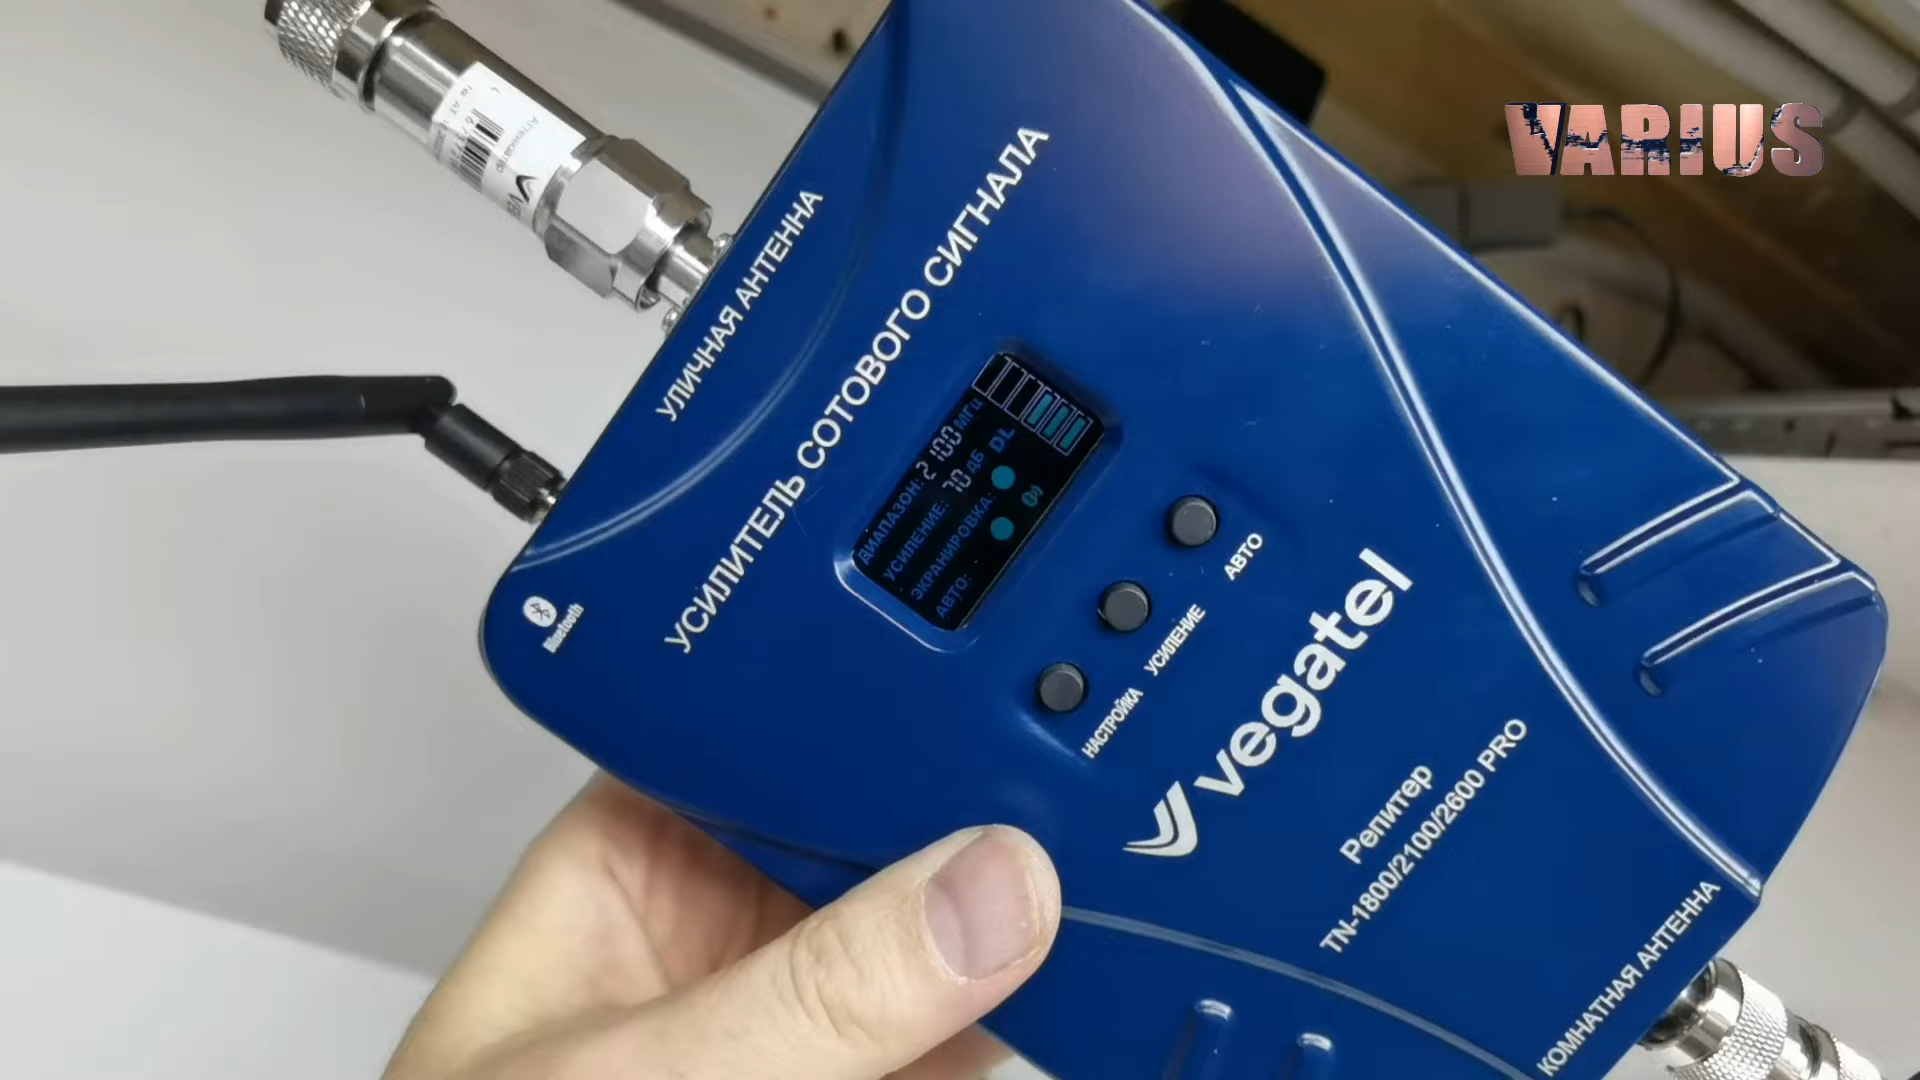 VARIUS
УЛИЧНАЯ АНТЕННА
УСИЛИТЕЛЬ СОТОВОГО СИГНАЛА
Bluetooth
ДИАПАЗОН: 2100 МГц
УСИЛЕНИЕ: 70 дБ DL
ЭКРАНИРОВКА:
АВТО:
НАСТРОЙКА
УСИЛЕНИЕ
АВТО
vegatel
Репитер
TN-1800/2100/2600 PRO
КОМНАТНАЯ АНТЕННА
Аттенюатор